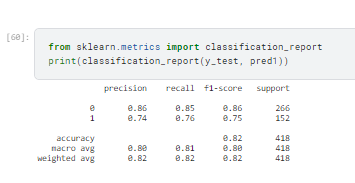 [60]:
from sklearn.metrics import classification_report
print(classification_report(y_test, pred1))
precision recall f1-score support
0 0.86 0.85 0.86 266
1 0.74 0.76 0.75 152
accuracy 0.82 418
macro avg 0.80 0.81 0.80 418
weighted avg 0.82 0.82 0.82 418